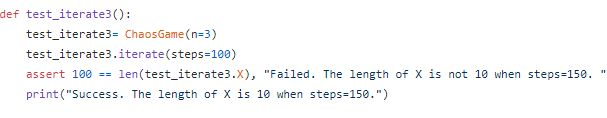 def test_iterate3():
test_iterate3= ChaosGame(n=3)
test_iterate3.iterate(steps=100)
assert 100 == len(test_iterate3.X), "Failed. The length of X is not 10 when steps=150. "
print("Success. The length of X is 10 when steps=150.")